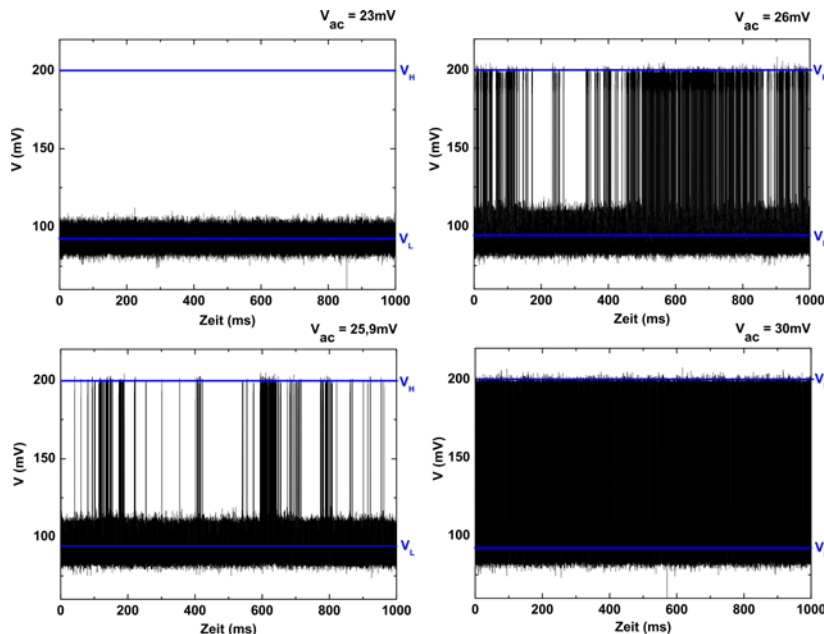 V_ac = 23mV
V (mV)
200
150
100
V_H
V_L
0 200 400 600 800 1000
Zeit (ms)
V_ac = 26mV
V (mV)
200
150
100
V
V
0 200 400 600 800 1000
Zeit (ms)
V_ac = 25,9mV
V (mV)
200
150
100
V_H
V_L
0 200 400 600 800 1000
Zeit (ms)
V_ac = 30mV
V (mV)
200
150
100
V
V
0 200 400 600 800 1000
Zeit (ms)